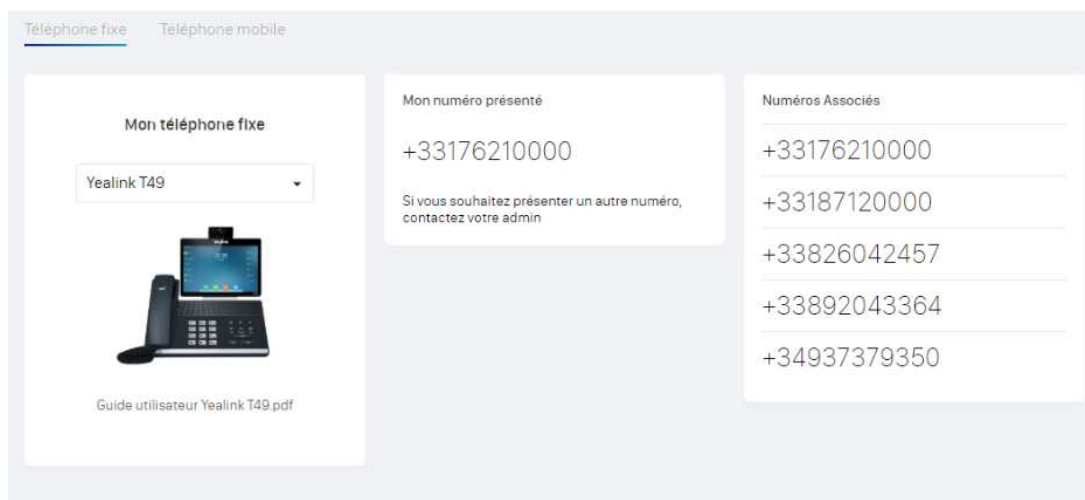 Téléphone fixe
Téléphone mobile
Mon téléphone fixe
Yealink T49
Guide utilisateur Yealink T49.pdf
Mon numéro présenté
+33176210000
Si vous souhaitez présenter un autre numéro,
contactez votre admin
Numéros Associés
+33176210000
+33187120000
+33826042457
+33892043364
+34937379350